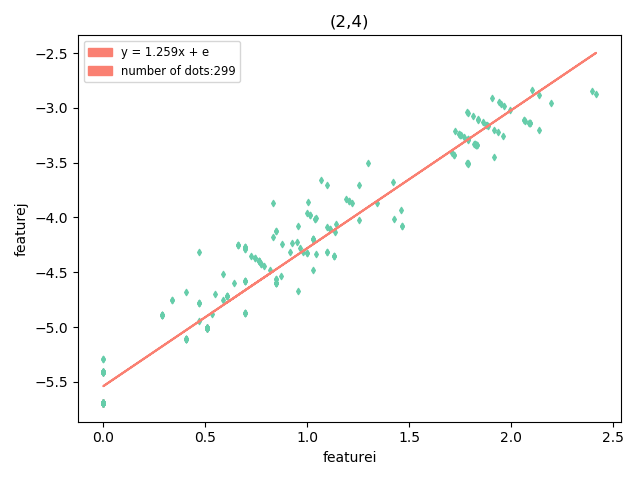 (2,4)
y = 1.259x + e
number of dots:299
−2.5
−3.0
−3.5
−4.0
−4.5
−5.0
−5.5
featurej
0.0 0.5 1.0 1.5 2.0 2.5
featurei